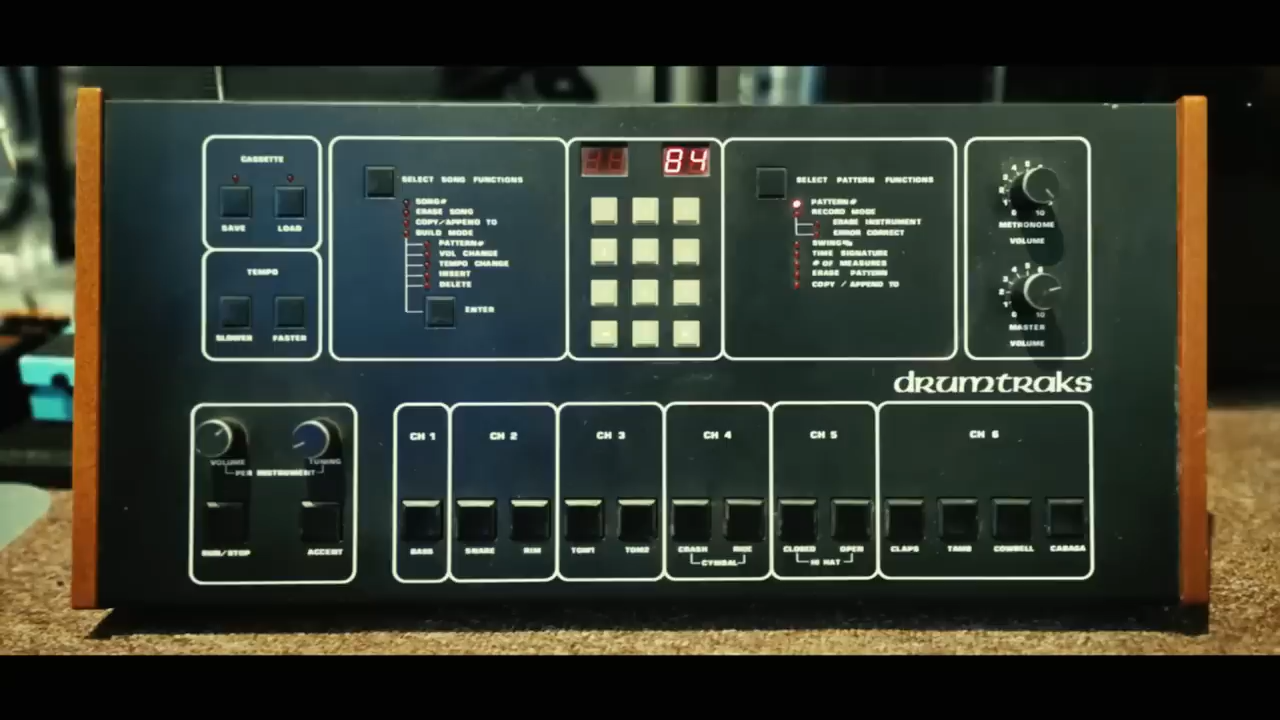 CASSETTE
SAVE LOAD
TEMPO
SLOWER FASTER
SELECT SONG FUNCTIONS
SONG#
ERASE SONG
COPY/APPEND TO
BUILD MODE
PATTERN#
VOL CHANGE
TEMPO CHANGE
INSERT
DELETE
ENTER
84
SELECT PATTERN FUNCTIONS
PATTERN#
RECORD MODE
ERASE INSTRUMENT
ERROR CORRECT
SWING%
TIME SIGNATURE
# OF MEASURES
ERASE PATTERN
COPY / APPEND TO
METRONOME
VOLUME
MASTER
VOLUME
drumtraks
VOLUME TUNING
PER INSTRUMENT
RUN/STOP ACCENT
CH 1 CH 2 CH 3 CH 4 CH 5 CH 6
BASS SNARE RIM TOM1 TOM2 CRASH RIDE CLOSED OPEN CLAPS TAMB COWBELL CABASA
CYMBAL HI HAT